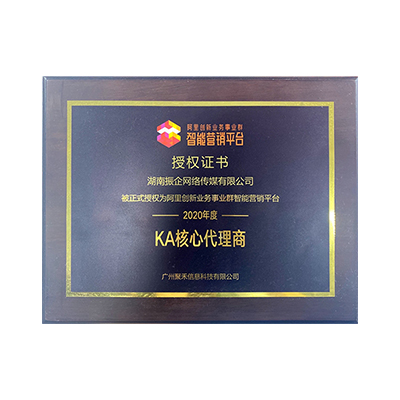 阿里创新业务事业群
智能营销平台
授权证书
湖南振企网络传媒有限公司
被正式授权为阿里创新业务事业群智能营销平台
2020年度
KA核心代理商
广州聚禾信息科技有限公司